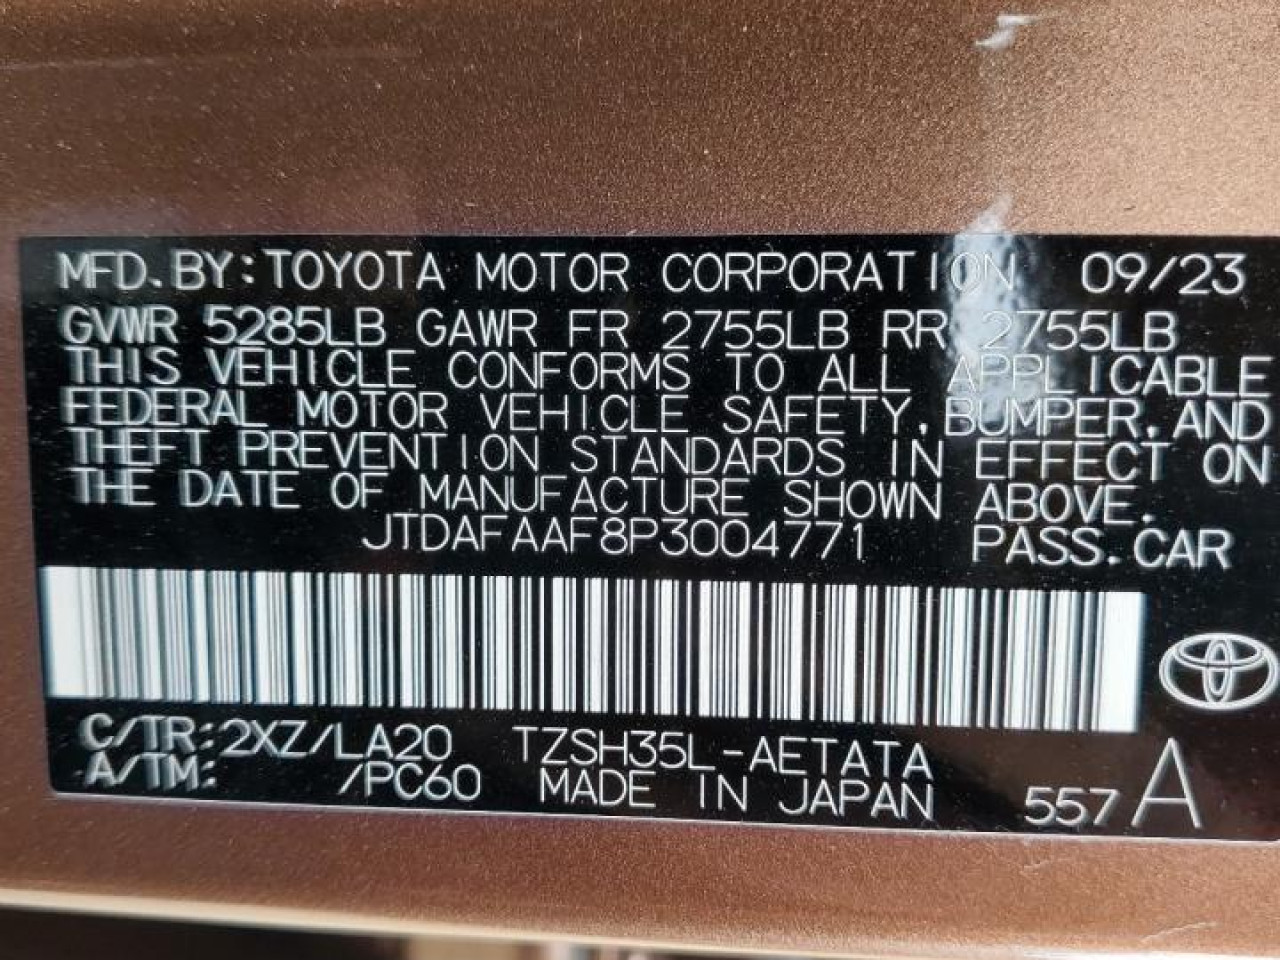 MFD. BY: TOYOTA MOTOR CORPORATION 09/23
GVWR 5285LB GAWR FR 2755LB RR 2755LB
THIS VEHICLE CONFORMS TO ALL APPLICABLE
FEDERAL MOTOR VEHICLE SAFETY, BUMPER, AND
THEFT PREVENTION STANDARDS IN EFFECT ON
THE DATE OF MANUFACTURE SHOWN ABOVE.
JTDAFAAF8P3004771 PASS. CAR
C/TR: 2XZ/LA20 TZSH35L-AETATA
A/TM: /PC60 MADE IN JAPAN 557 A